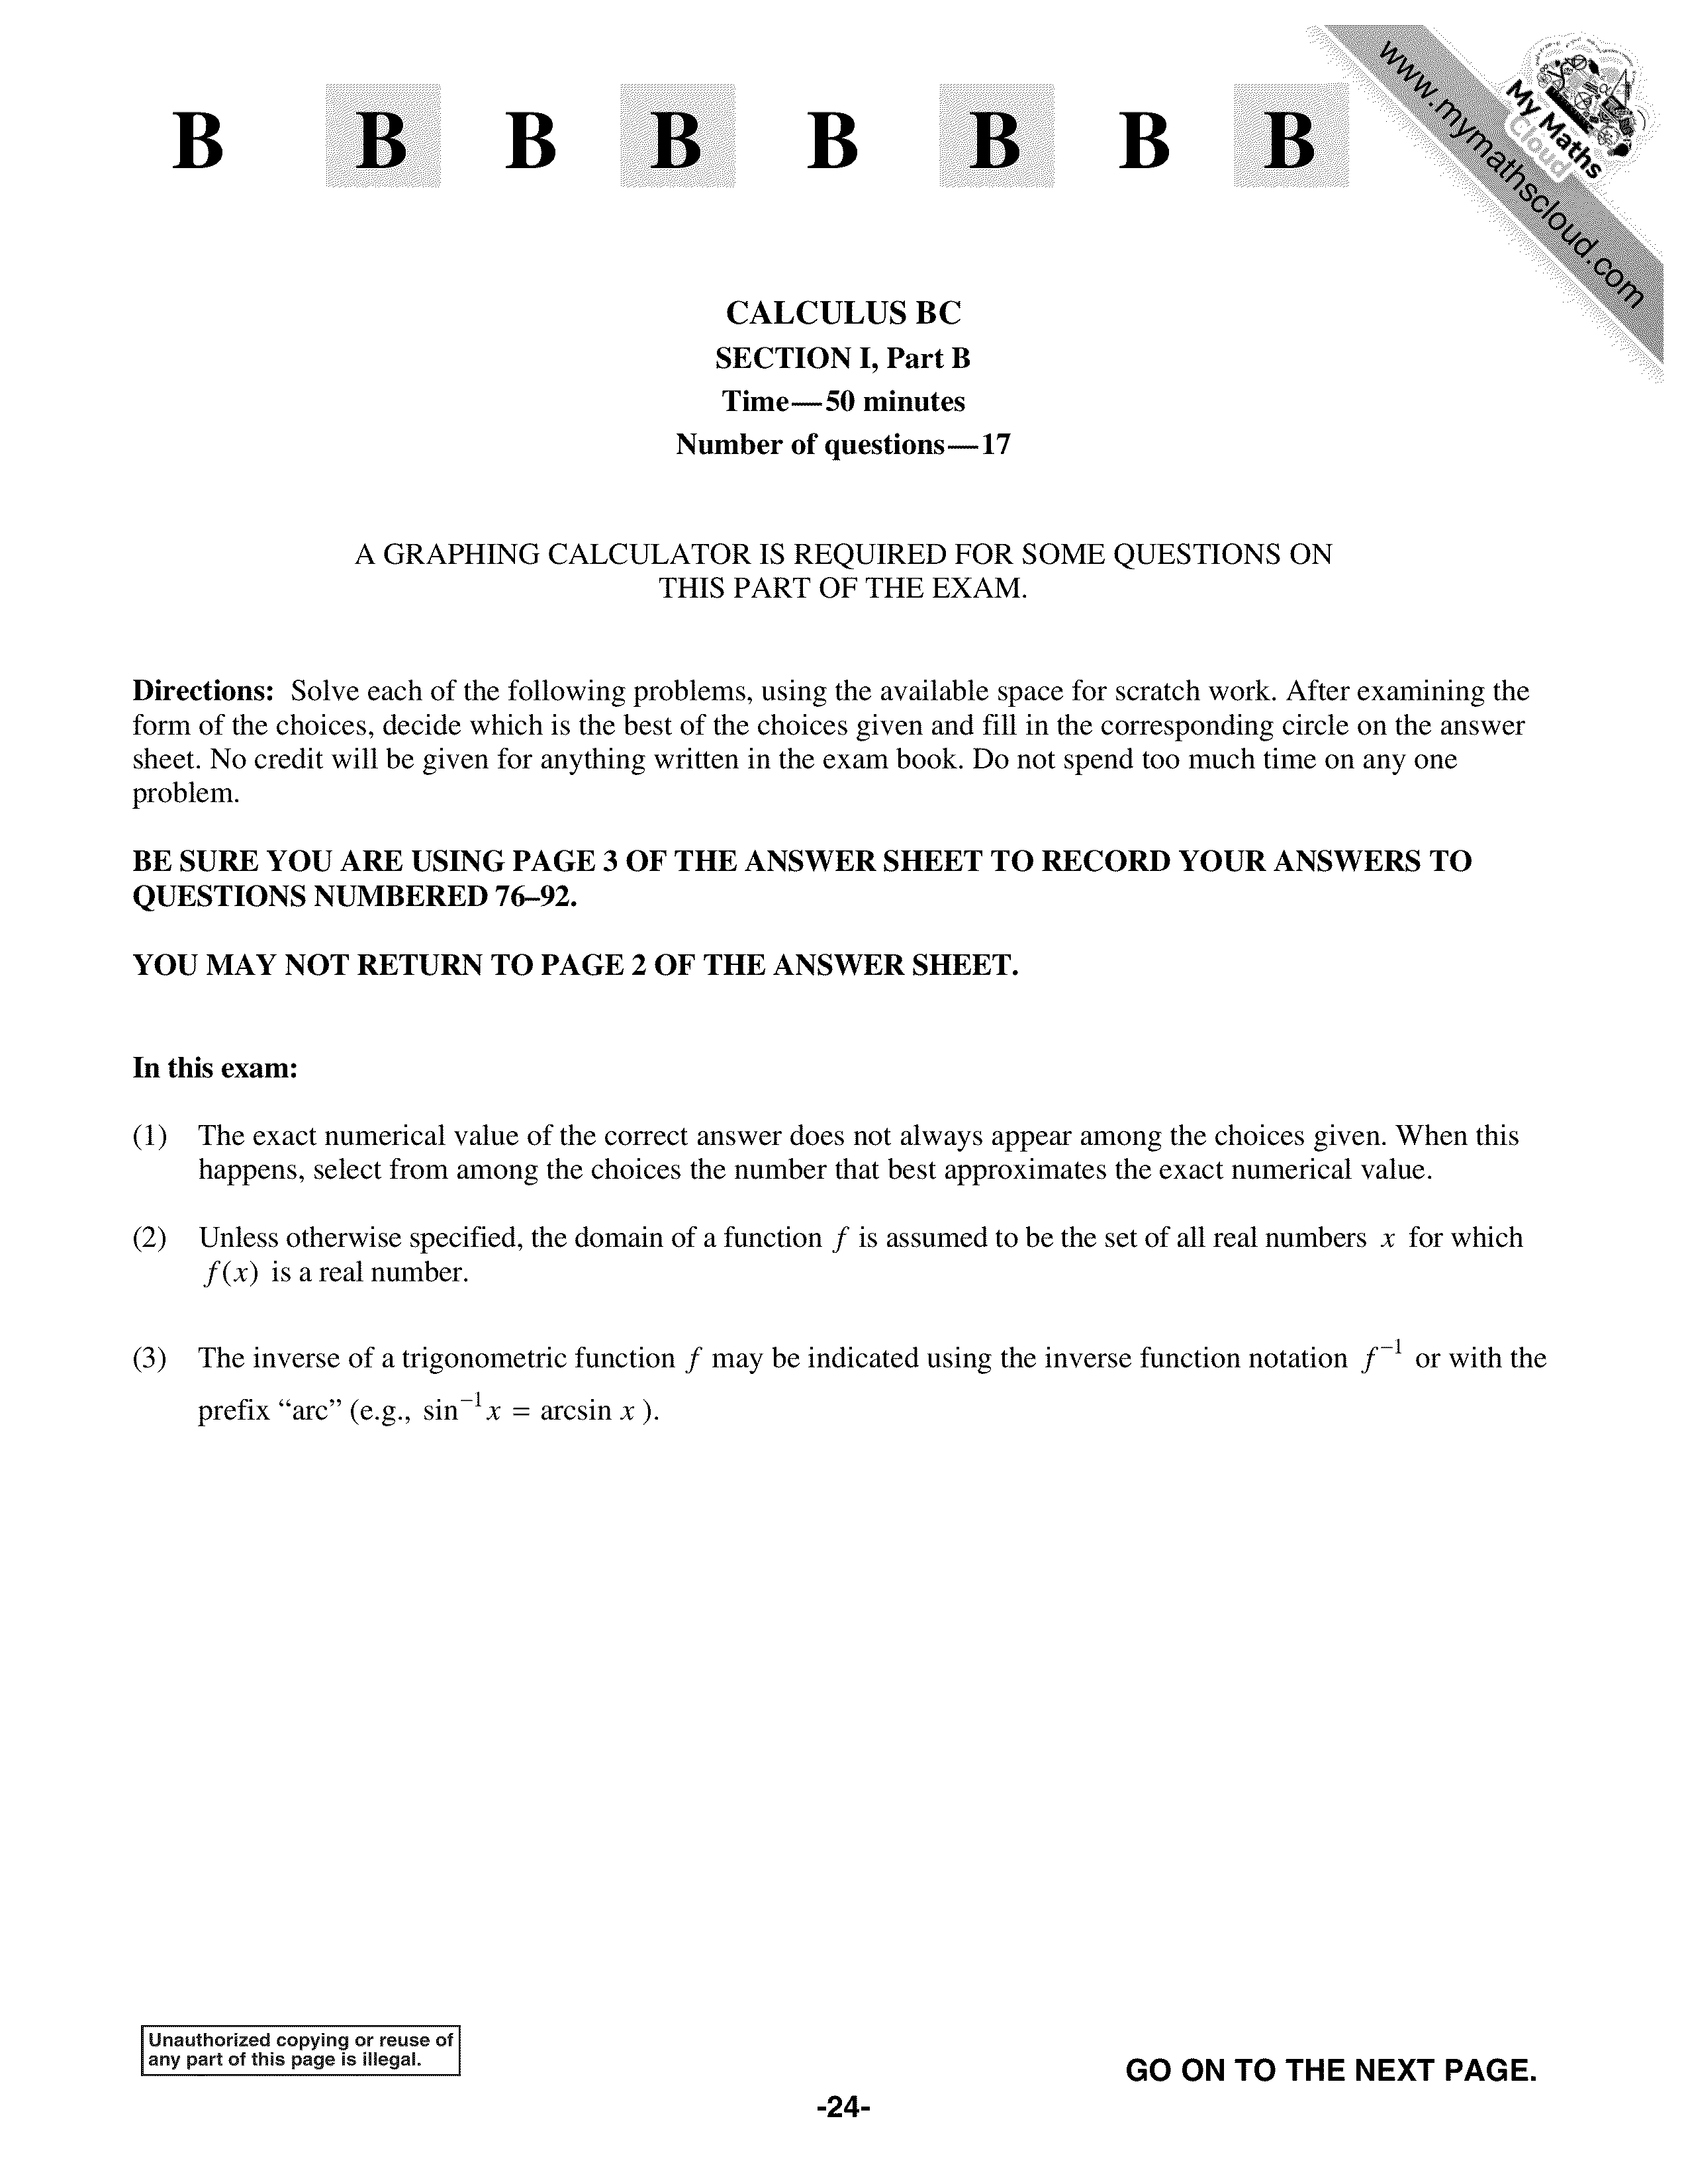 B B B B B B B B
www.mymathscloud.com
My Maths
Cloud
CALCULUS BC
SECTION I, Part B
Time—50 minutes
Number of questions—17
A GRAPHING CALCULATOR IS REQUIRED FOR SOME QUESTIONS ON
THIS PART OF THE EXAM.
Directions: Solve each of the following problems, using the available space for scratch work. After examining the
form of the choices, decide which is the best of the choices given and fill in the corresponding circle on the answer
sheet. No credit will be given for anything written in the exam book. Do not spend too much time on any one
problem.
BE SURE YOU ARE USING PAGE 3 OF THE ANSWER SHEET TO RECORD YOUR ANSWERS TO
QUESTIONS NUMBERED 76–92.
YOU MAY NOT RETURN TO PAGE 2 OF THE ANSWER SHEET.
In this exam:
(1) The exact numerical value of the correct answer does not always appear among the choices given. When this
happens, select from among the choices the number that best approximates the exact numerical value.
(2) Unless otherwise specified, the domain of a function f is assumed to be the set of all real numbers x for which
f(x) is a real number.
(3) The inverse of a trigonometric function f may be indicated using the inverse function notation f⁻¹ or with the
prefix “arc” (e.g., sin⁻¹x = arcsin x ).
Unauthorized copying or reuse of
any part of this page is illegal.
GO ON TO THE NEXT PAGE.
-24-